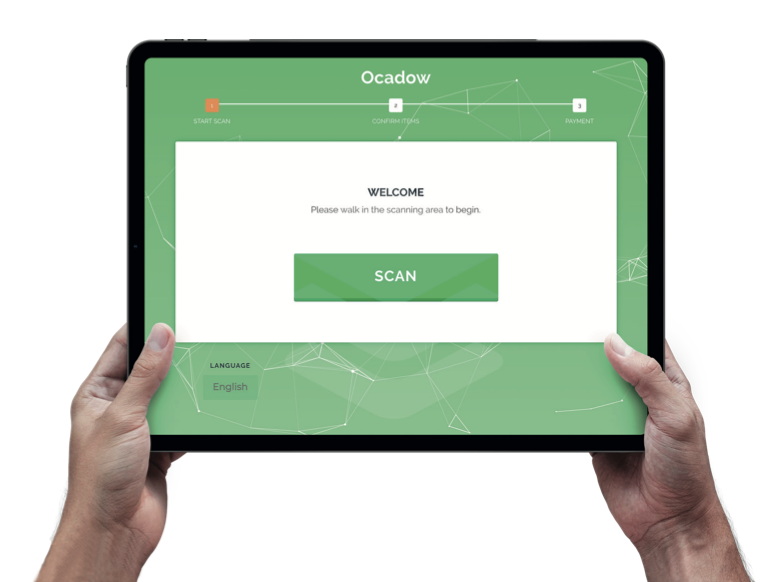 Ocadow
1 2 3
START SCAN CONFIRM ITEMS PAYMENT
WELCOME
Please walk in the scanning area to begin.
SCAN
LANGUAGE
English